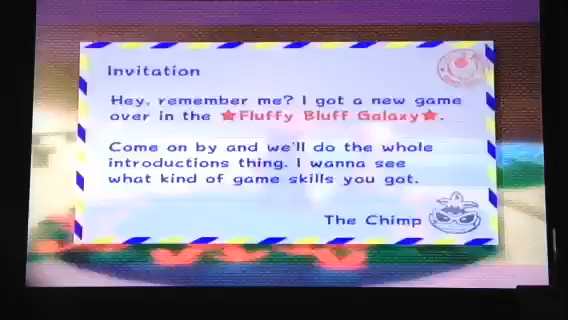 Invitation
Hey, remember me? I got a new game
over in the ★Fluffy Bluff Galaxy★.
Come on by and we'll do the whole
introductions thing. I wanna see
what kind of game skills you got.
The Chimp